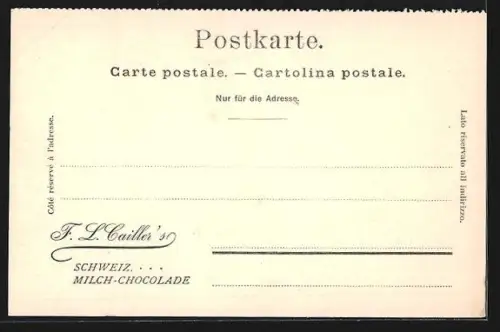 Postkarte.
Carte postale. — Cartolina postale.
Nur für die Adresse.
Côté réservé à l'adresse.
Lato riservato all indirizzo.
F. L. Cailler's
SCHWEIZ. . . .
MILCH-CHOCOLADE